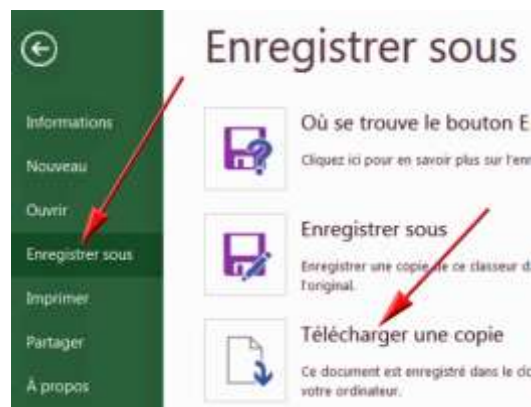 Enregistrer sous
Informations
Nouveau
Ouvrir
Enregistrer sous
Imprimer
Partager
À propos
Où se trouve le bouton E
Cliquez ici pour en savoir plus sur l'enr
Enregistrer sous
Enregistrer une copie de ce classeur d
l'original.
Télécharger une copie
Ce document est enregistré dans le clo
votre ordinateur.